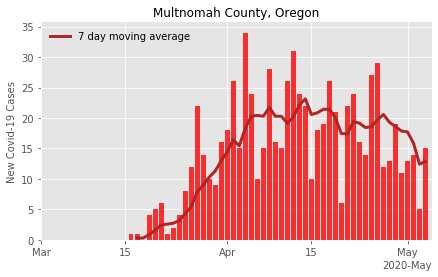 Multnomah County, Oregon
7 day moving average
New Covid-19 Cases
35
30
25
20
15
10
5
0
Mar
15
Apr
15
May
2020-May